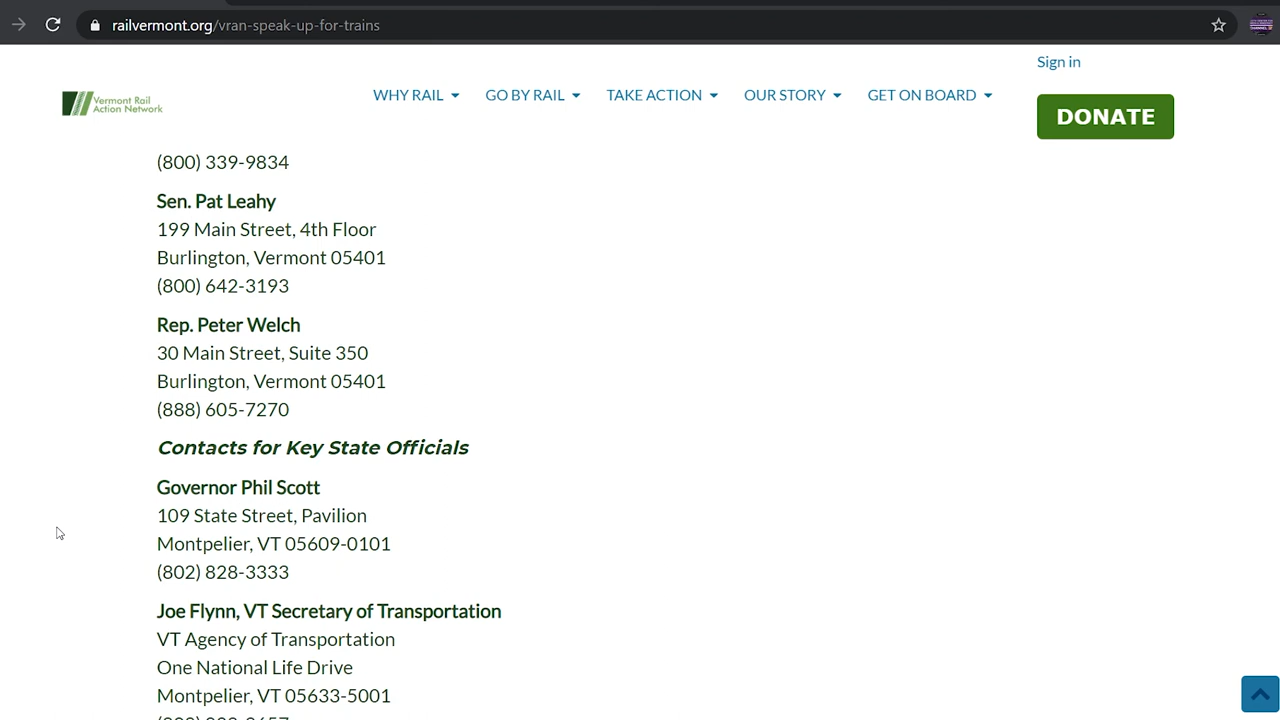 railvermont.org/vran-speak-up-for-trains
Sign in
Vermont Rail
Action Network
WHY RAIL
GO BY RAIL
TAKE ACTION
OUR STORY
GET ON BOARD
DONATE
(800) 339-9834
Sen. Pat Leahy
199 Main Street, 4th Floor
Burlington, Vermont 05401
(800) 642-3193
Rep. Peter Welch
30 Main Street, Suite 350
Burlington, Vermont 05401
(888) 605-7270
Contacts for Key State Officials
Governor Phil Scott
109 State Street, Pavilion
Montpelier, VT 05609-0101
(802) 828-3333
Joe Flynn, VT Secretary of Transportation
VT Agency of Transportation
One National Life Drive
Montpelier, VT 05633-5001